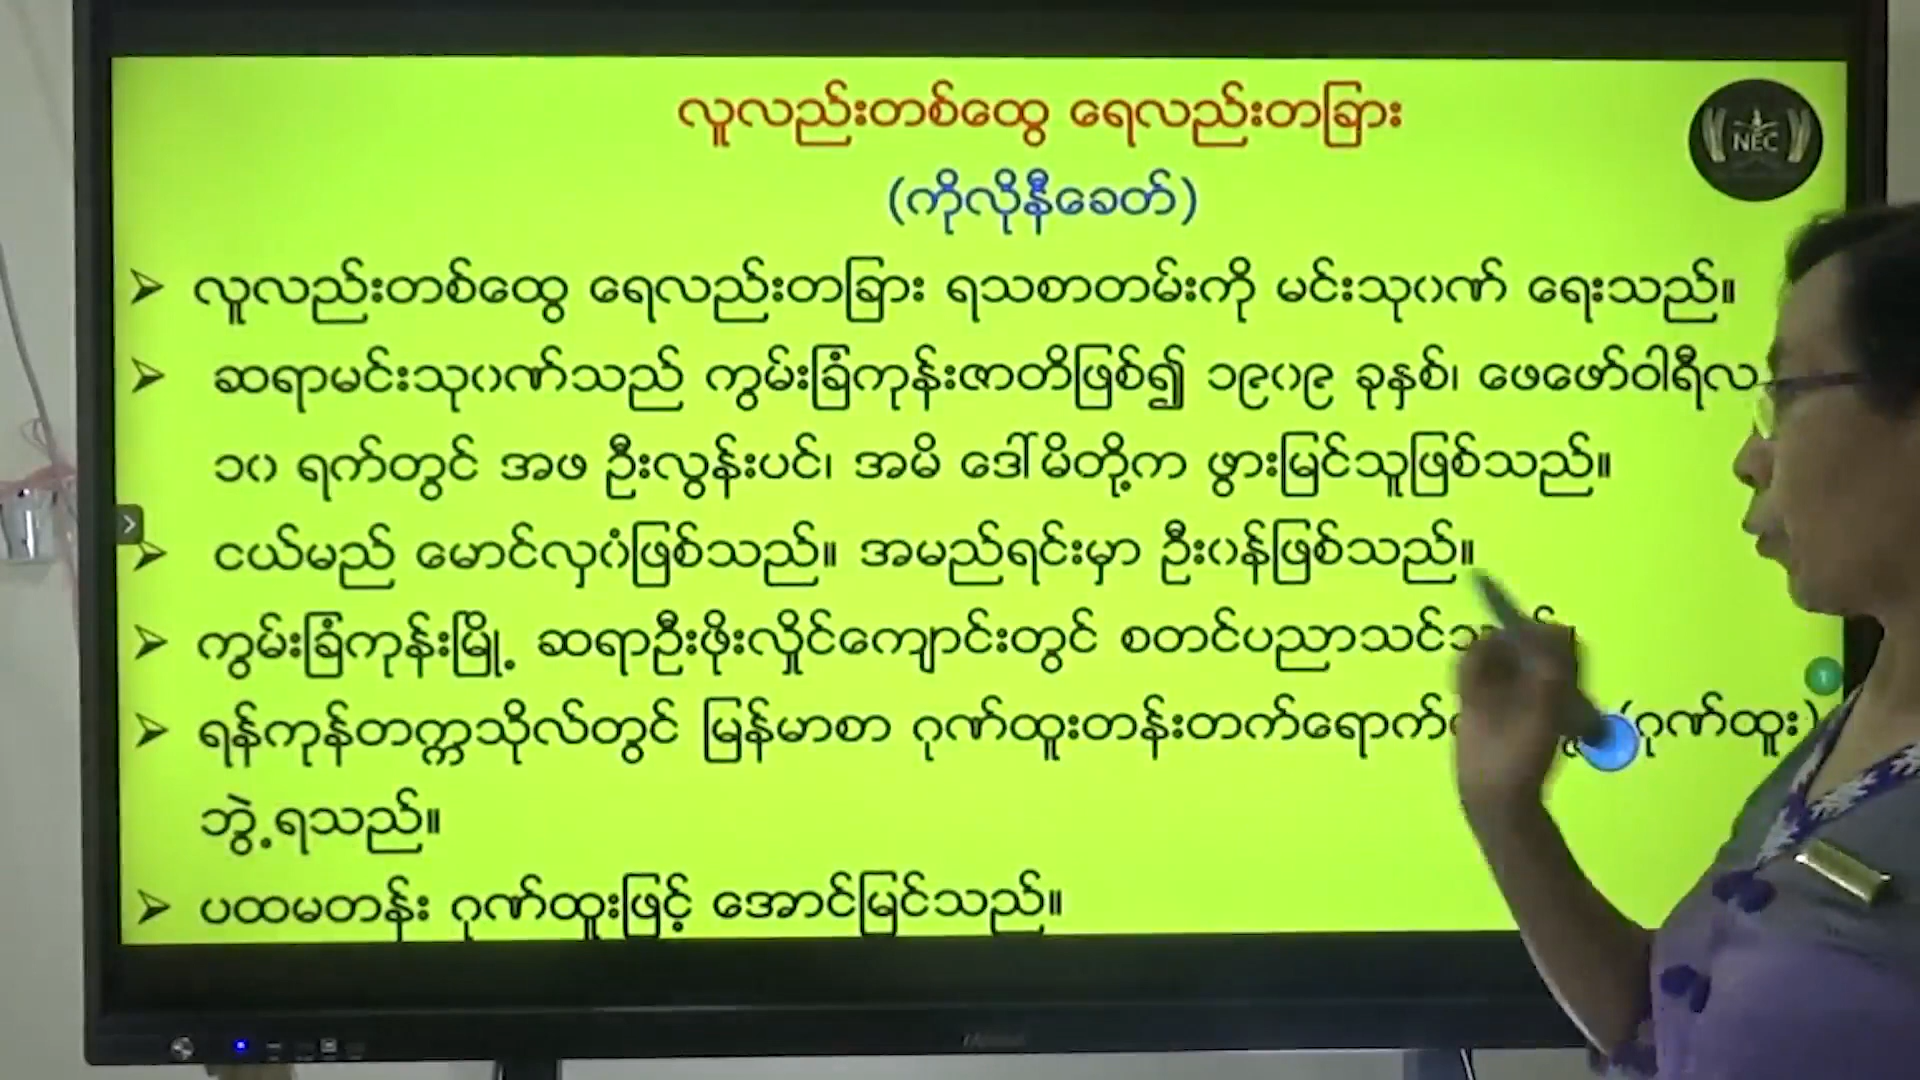 လူလည်းတစ်ထွေ ရေလည်းတခြား
NEC
(ကိုလိုနီခေတ်)
➢ လူလည်းတစ်ထွေ ရေလည်းတခြား ရသစာတမ်းကို မင်းသုဝဏ် ရေးသည်။
➢ ဆရာမင်းသုဝဏ်သည် ကွမ်းခြံကုန်းဇာတိဖြစ်၍ ၁၉၀၉ ခုနှစ်၊ ဖေဖော်ဝါရီလ
၁၀ ရက်တွင် အဖ ဦးလွန်းပင်၊ အမိ ဒေါ်မိတို့က ဖွားမြင်သူဖြစ်သည်။
➢ ငယ်မည် မောင်လှဝံဖြစ်သည်။ အမည်ရင်းမှာ ဦးဝန်ဖြစ်သည်။
➢ ကွမ်းခြံကုန်းမြို့ ဆရာဦးဖိုးလှိုင်ကျောင်းတွင် စတင်ပညာသင်
➢ ရန်ကုန်တက္ကသိုလ်တွင် မြန်မာစာ ဂုဏ်ထူးတန်းတက်ရောက် (ဂုဏ်ထူး)
ဘွဲ့ရသည်။
➢ ပထမတန်း ဂုဏ်ထူးဖြင့် အောင်မြင်သည်။